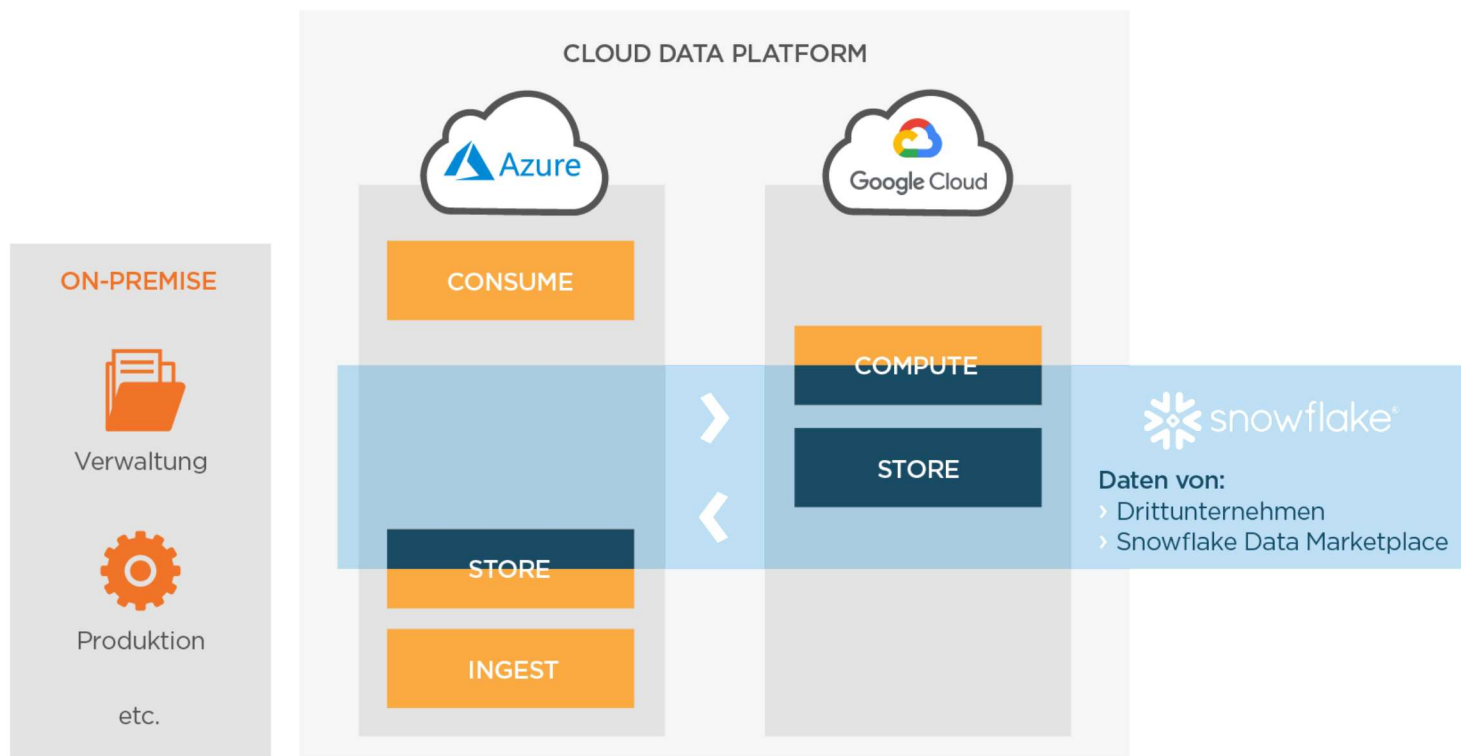 CLOUD DATA PLATFORM
Azure
Google Cloud
ON-PREMISE
Verwaltung
Produktion
etc.
CONSUME
STORE
INGEST
COMPUTE
STORE
snowflake®
Daten von:
› Drittunternehmen
› Snowflake Data Marketplace